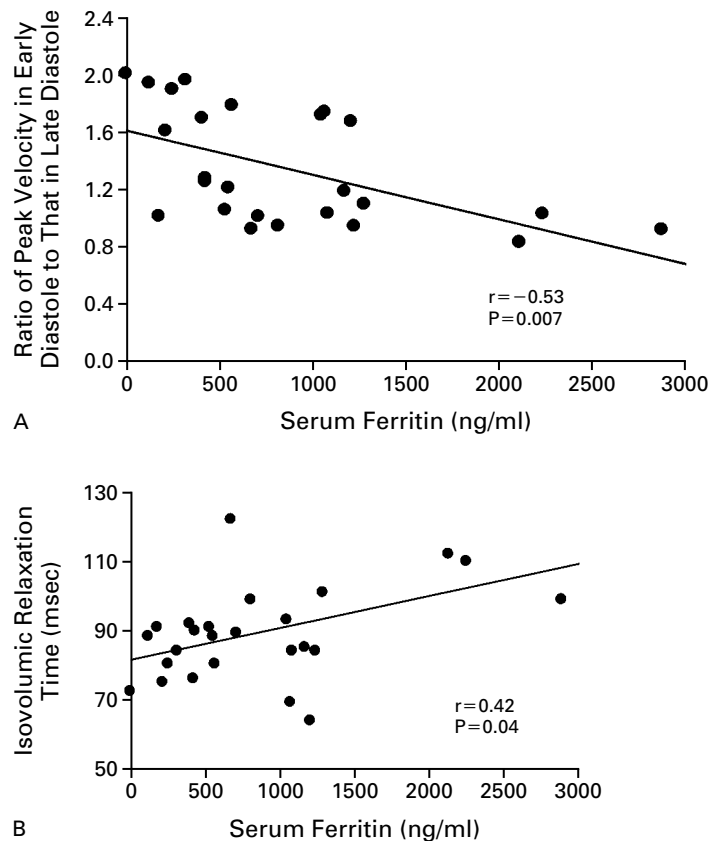 Ratio of Peak Velocity in Early
Diastole to That in Late Diastole
2.4
2.0
1.6
1.2
0.8
0.4
0.0
r=−0.53
P=0.007
0 500 1000 1500 2000 2500 3000
Serum Ferritin (ng/ml)
A
Isovolumic Relaxation
Time (msec)
130
110
90
70
50
r=0.42
P=0.04
0 500 1000 1500 2000 2500 3000
Serum Ferritin (ng/ml)
B